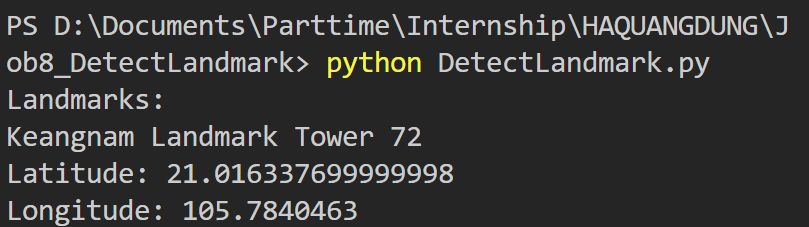 PS D:\Documents\Parttime\Internship\HAQUANGDUNG\J
ob8_DetectLandmark> python DetectLandmark.py
Landmarks:
Keangnam Landmark Tower 72
Latitude: 21.016337699999998
Longitude: 105.7840463